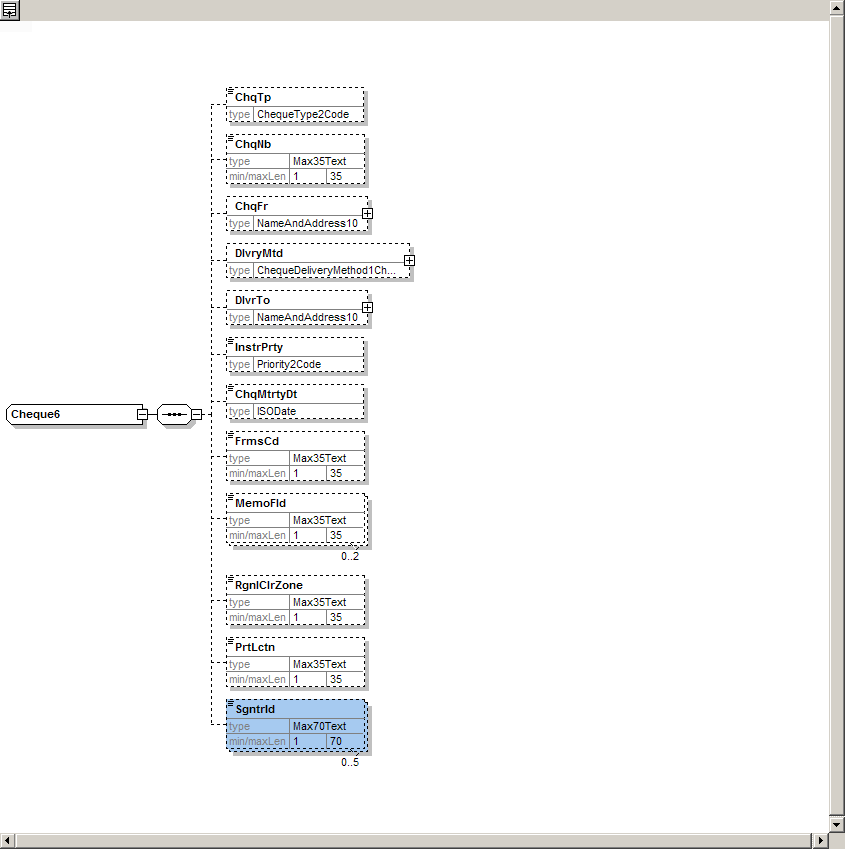 ChqTp
type ChequeType2Code
ChqNb
type Max35Text
min/maxLen 1 35
ChqFr
type NameAndAddress10
DlvryMtd
type ChequeDeliveryMethod1Ch...
DlvrTo
type NameAndAddress10
InstrPrty
type Priority2Code
ChqMtrtyDt
type ISODate
Cheque6
FrmsCd
type Max35Text
min/maxLen 1 35
MemoFld
type Max35Text
min/maxLen 1 35
0..2
RgnlClrZone
type Max35Text
min/maxLen 1 35
PrtLctn
type Max35Text
min/maxLen 1 35
SgntrId
type Max70Text
min/maxLen 1 70
0..5